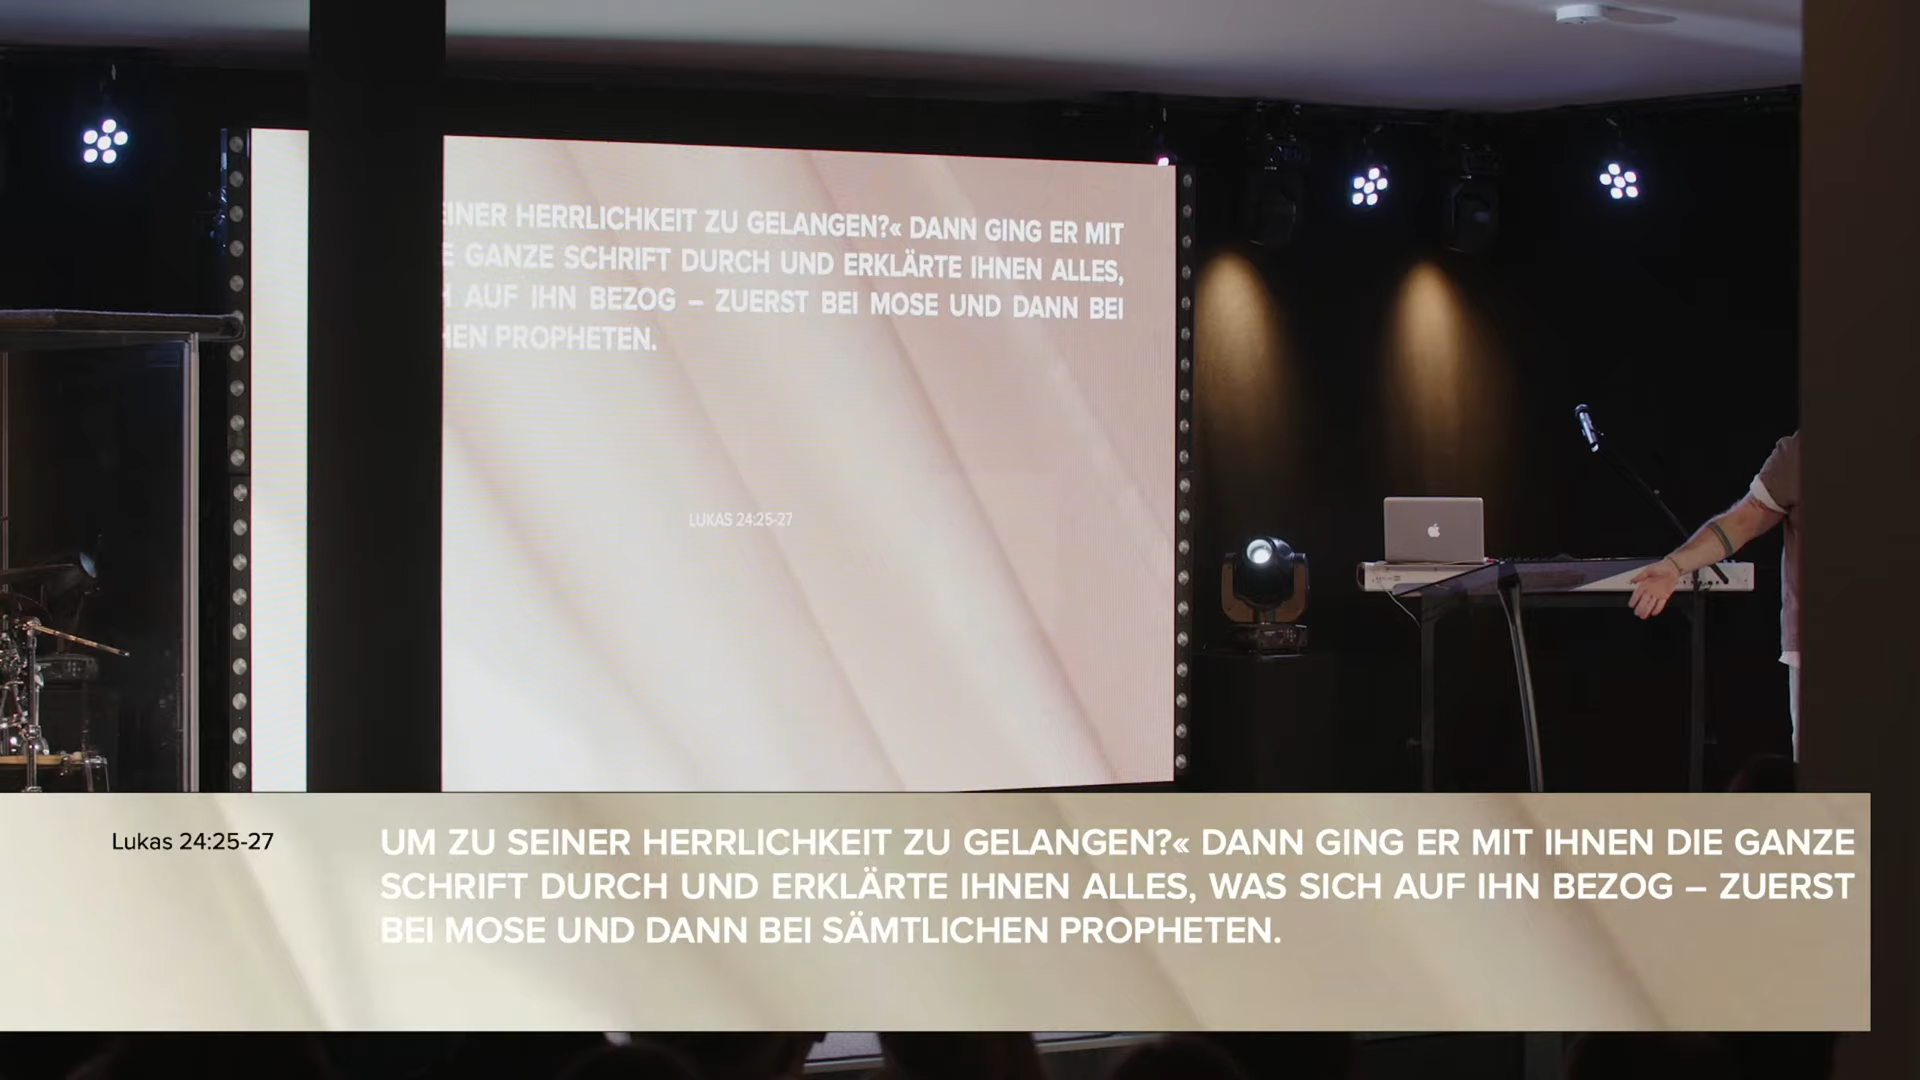 HERRLICHKEIT ZU GELANGEN?« DANN GING ER MIT
GANZE SCHRIFT DURCH UND ERKLÄRTE IHNEN ALLES,
AUF IHN BEZOG – ZUERST BEI MOSE UND DANN BEI
PROPHETEN.
LUKAS 24:25-27
Lukas 24:25-27
UM ZU SEINER HERRLICHKEIT ZU GELANGEN?« DANN GING ER MIT IHNEN DIE GANZE
SCHRIFT DURCH UND ERKLÄRTE IHNEN ALLES, WAS SICH AUF IHN BEZOG – ZUERST
BEI MOSE UND DANN BEI SÄMTLICHEN PROPHETEN.